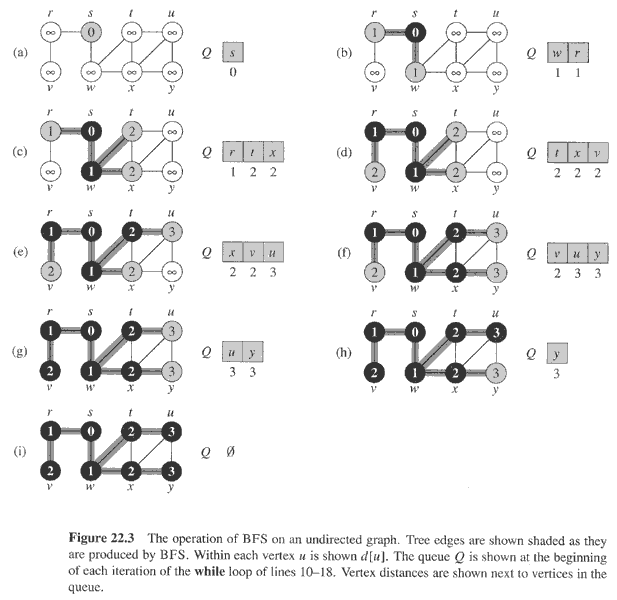 r s t u
∞ 0 ∞ ∞
(a) Q s
∞ ∞ ∞ ∞ 0
v w x y
r s t u
1 0 ∞ ∞
(b) Q w r
∞ 1 ∞ ∞ 1 1
v w x y
r s t u
1 0 2 ∞
(c) Q r t x
∞ 1 2 ∞ 1 2 2
v w x y
r s t u
1 0 2 ∞
(d) Q t x v
2 1 2 ∞ 2 2 2
v w x y
r s t u
1 0 2 3
(e) Q x v u
2 1 2 ∞ 2 2 3
v w x y
r s t u
1 0 2 3
(f) Q v u y
2 1 2 3 2 3 3
v w x y
r s t u
1 0 2 3
(g) Q u y
2 1 2 3 3 3
v w x y
r s t u
1 0 2 3
(h) Q y
2 1 2 3 3
v w x y
r s t u
1 0 2 3
(i) Q ∅
2 1 2 3
v w x y
Figure 22.3 The operation of BFS on an undirected graph. Tree edges are shown shaded as they
are produced by BFS. Within each vertex u is shown d[u]. The queue Q is shown at the beginning
of each iteration of the while loop of lines 10–18. Vertex distances are shown next to vertices in the
queue.